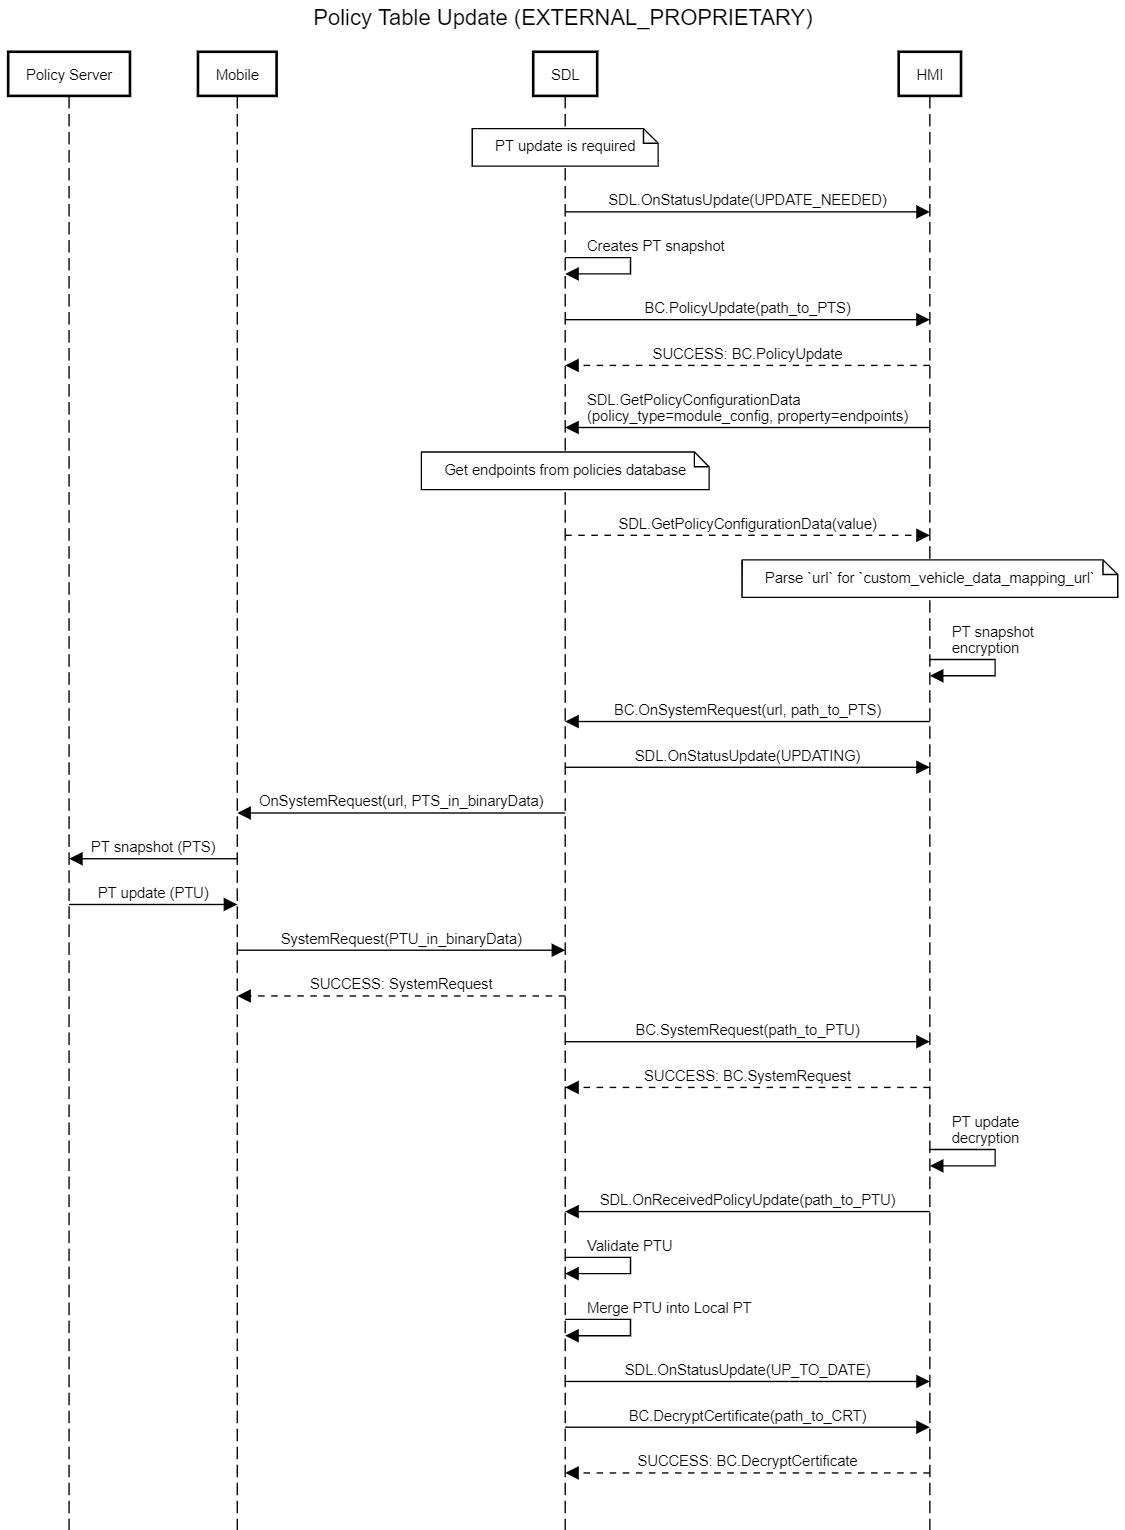 Policy Table Update (EXTERNAL_PROPRIETARY)
Policy Server
Mobile
SDL
HMI
PT update is required
SDL.OnStatusUpdate(UPDATE_NEEDED)
Creates PT snapshot
BC.PolicyUpdate(path_to_PTS)
SUCCESS: BC.PolicyUpdate
SDL.GetPolicyConfigurationData
(policy_type=module_config, property=endpoints)
Get endpoints from policies database
SDL.GetPolicyConfigurationData(value)
Parse `url` for `custom_vehicle_data_mapping_url`
PT snapshot
encryption
BC.OnSystemRequest(url, path_to_PTS)
SDL.OnStatusUpdate(UPDATING)
OnSystemRequest(url, PTS_in_binaryData)
PT snapshot (PTS)
PT update (PTU)
SystemRequest(PTU_in_binaryData)
SUCCESS: SystemRequest
BC.SystemRequest(path_to_PTU)
SUCCESS: BC.SystemRequest
PT update
decryption
SDL.OnReceivedPolicyUpdate(path_to_PTU)
Validate PTU
Merge PTU into Local PT
SDL.OnStatusUpdate(UP_TO_DATE)
BC.DecryptCertificate(path_to_CRT)
SUCCESS: BC.DecryptCertificate